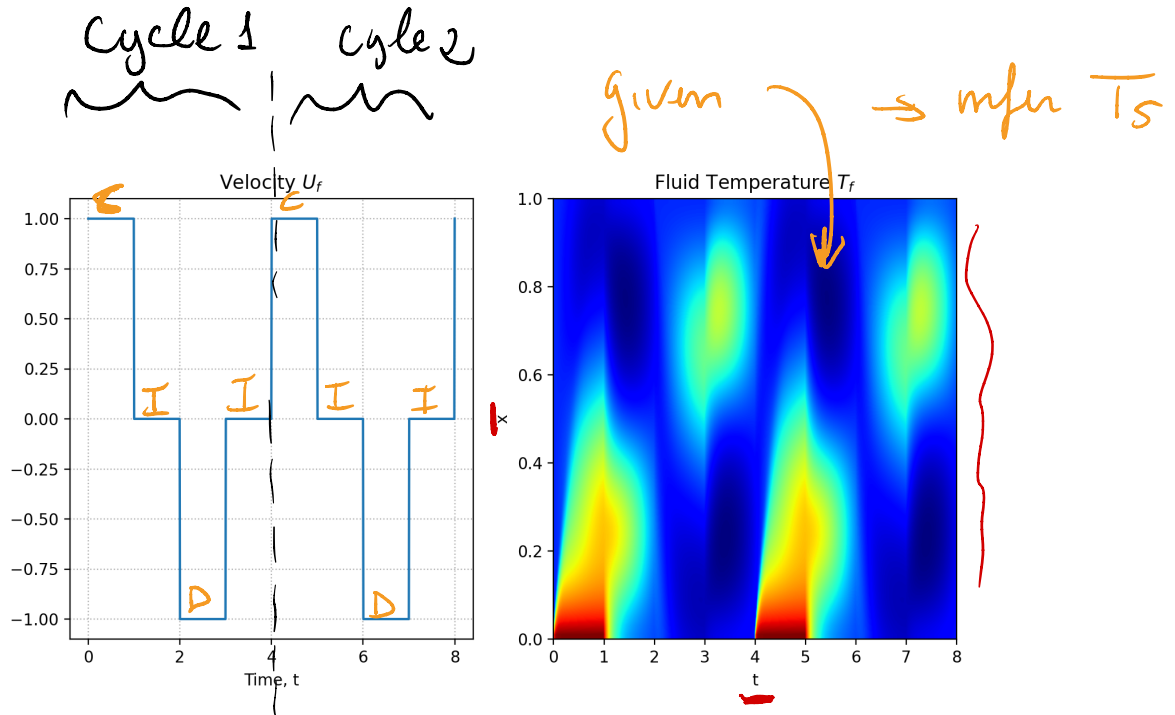 Cycle 1 cycle 2
given → infer Ts
Velocity U_f
Fluid Temperature T_f
C
C
1.00
0.75
0.50
0.25
0.00
−0.25
−0.50
−0.75
−1.00
I I I I
D D
0 2 4 6 8
Time, t
x
1.0
0.8
0.6
0.4
0.2
0.0
0 1 2 3 4 5 6 7 8
t